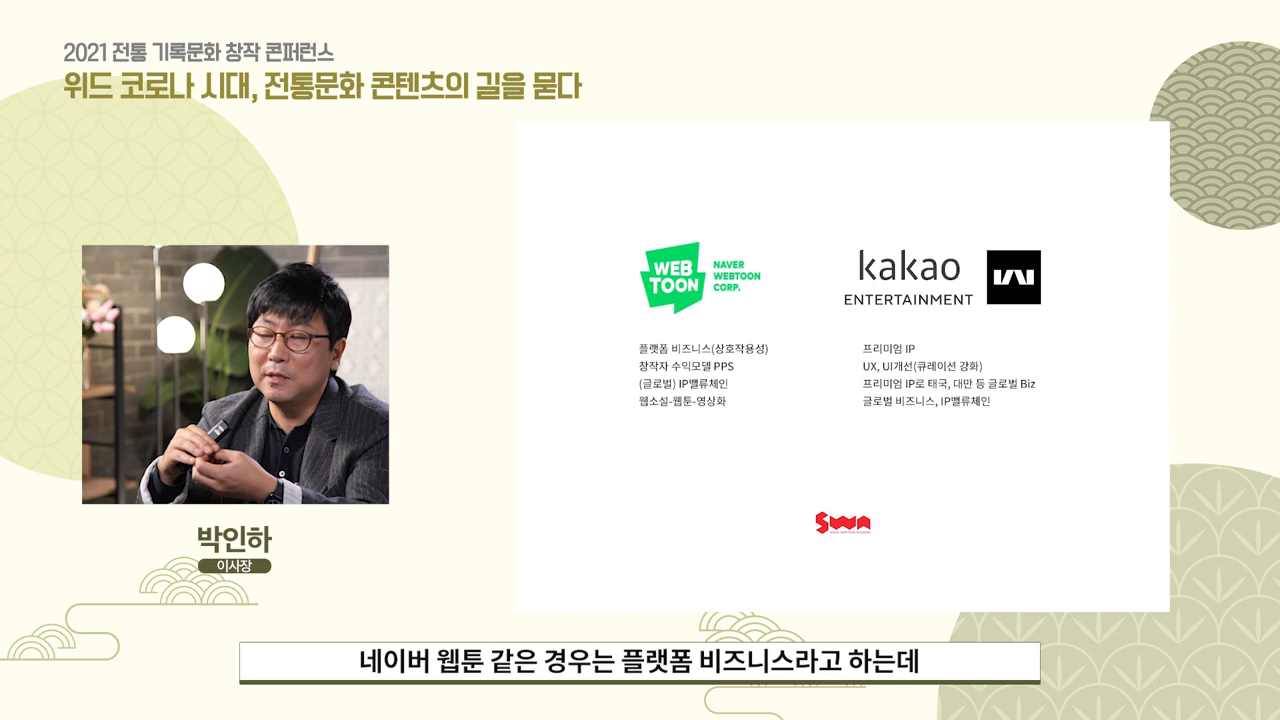 2021 전통 기록문화 창작 콘퍼런스
위드 코로나 시대, 전통문화 콘텐츠의 길을 묻다
WEB
TOON
NAVER
WEBTOON
CORP.
kakao
ENTERTAINMENT
플랫폼 비즈니스(상호작용성)
창작자 수익모델 PPS
(글로벌) IP밸류체인
웹소설-웹툰-영상화
프리미엄 IP
UX, UI개선(큐레이션 강화)
프리미엄 IP로 태국, 대만 등 글로벌 Biz
글로벌 비즈니스, IP밸류체인
SWA
박인하
이사장
네이버 웹툰 같은 경우는 플랫폼 비즈니스라고 하는데